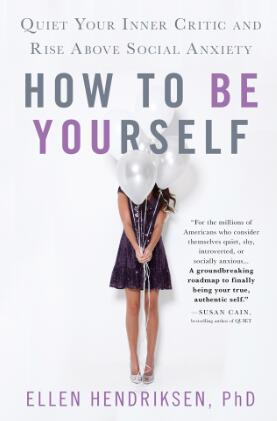 QUIET YOUR INNER CRITIC AND
RISE ABOVE SOCIAL ANXIETY
HOW TO BE
YOURSELF
“For the millions of
Americans who consider
themselves quiet, shy,
introverted, or
socially anxious...
A groundbreaking
roadmap to finally
being your true,
authentic self.”
—SUSAN CAIN,
bestselling author of QUIET
ELLEN HENDRIKSEN, PhD